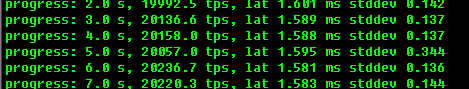 progress: 2.0 s, 19992.5 tps, lat 1.601 ms stddev 0.142
progress: 3.0 s, 20136.6 tps, lat 1.589 ms stddev 0.137
progress: 4.0 s, 20158.0 tps, lat 1.588 ms stddev 0.137
progress: 5.0 s, 20057.0 tps, lat 1.595 ms stddev 0.344
progress: 6.0 s, 20236.7 tps, lat 1.581 ms stddev 0.136
progress: 7.0 s, 20220.3 tps, lat 1.583 ms stddev 0.144